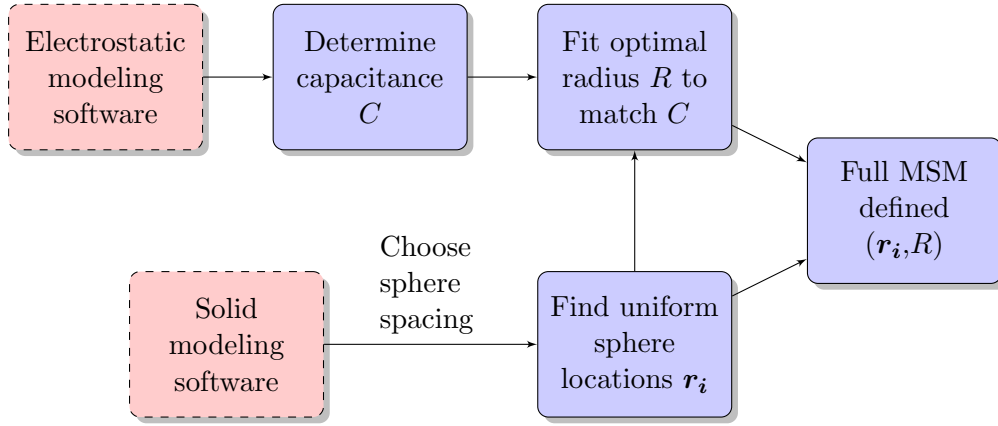 Electrostatic
modeling
software
Determine
capacitance
C
Fit optimal
radius R to
match C
Full MSM
defined
(r_i,R)
Choose
sphere
spacing
Solid
modeling
software
Find uniform
sphere
locations r_i